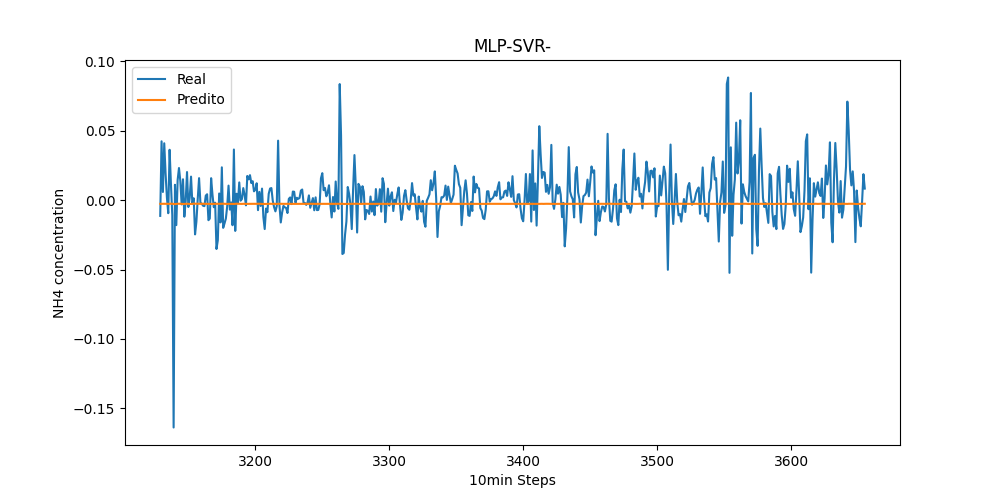 MLP-SVR-
Real
Predito
0.10
0.05
0.00
−0.05
−0.10
−0.15
NH4 concentration
3200 3300 3400 3500 3600
10min Steps